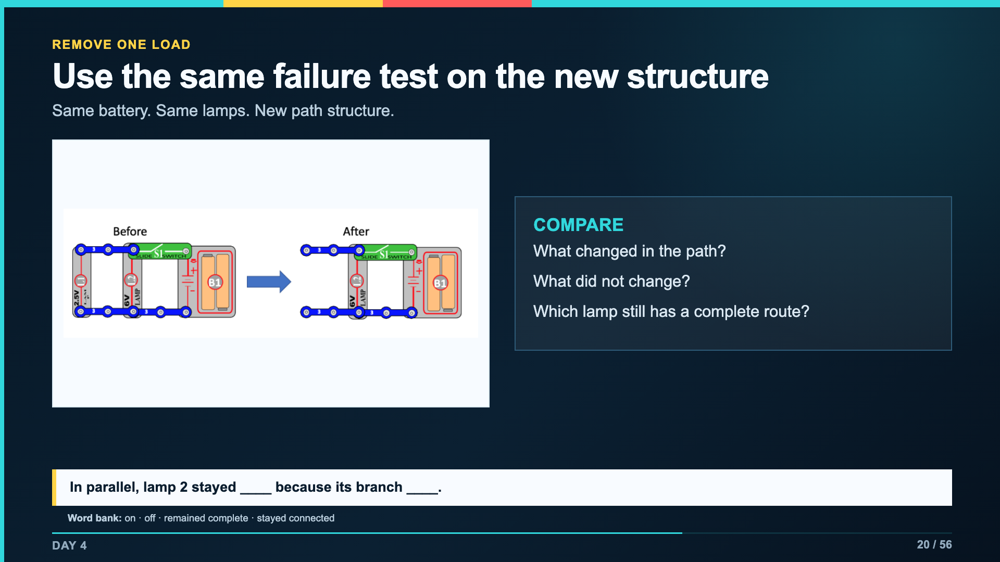 REMOVE ONE LOAD
Use the same failure test on the new structure
Same battery. Same lamps. New path structure.
Before
After
3
SLIDE S1 SWITCH
L1
2.5V
L2
6V LAMP
+
-
B1
3
3
3
SLIDE S1 SWITCH
L2
6V LAMP
+
-
B1
3
3
COMPARE
What changed in the path?
What did not change?
Which lamp still has a complete route?
In parallel, lamp 2 stayed ____ because its branch ____.
Word bank: on · off · remained complete · stayed connected
DAY 4
20 / 56